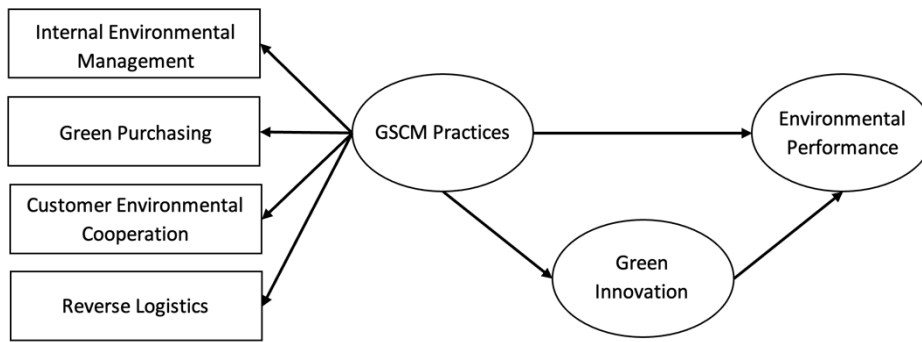 Internal Environmental
Management
Green Purchasing
Customer Environmental
Cooperation
Reverse Logistics
GSCM Practices
Green
Innovation
Environmental
Performance